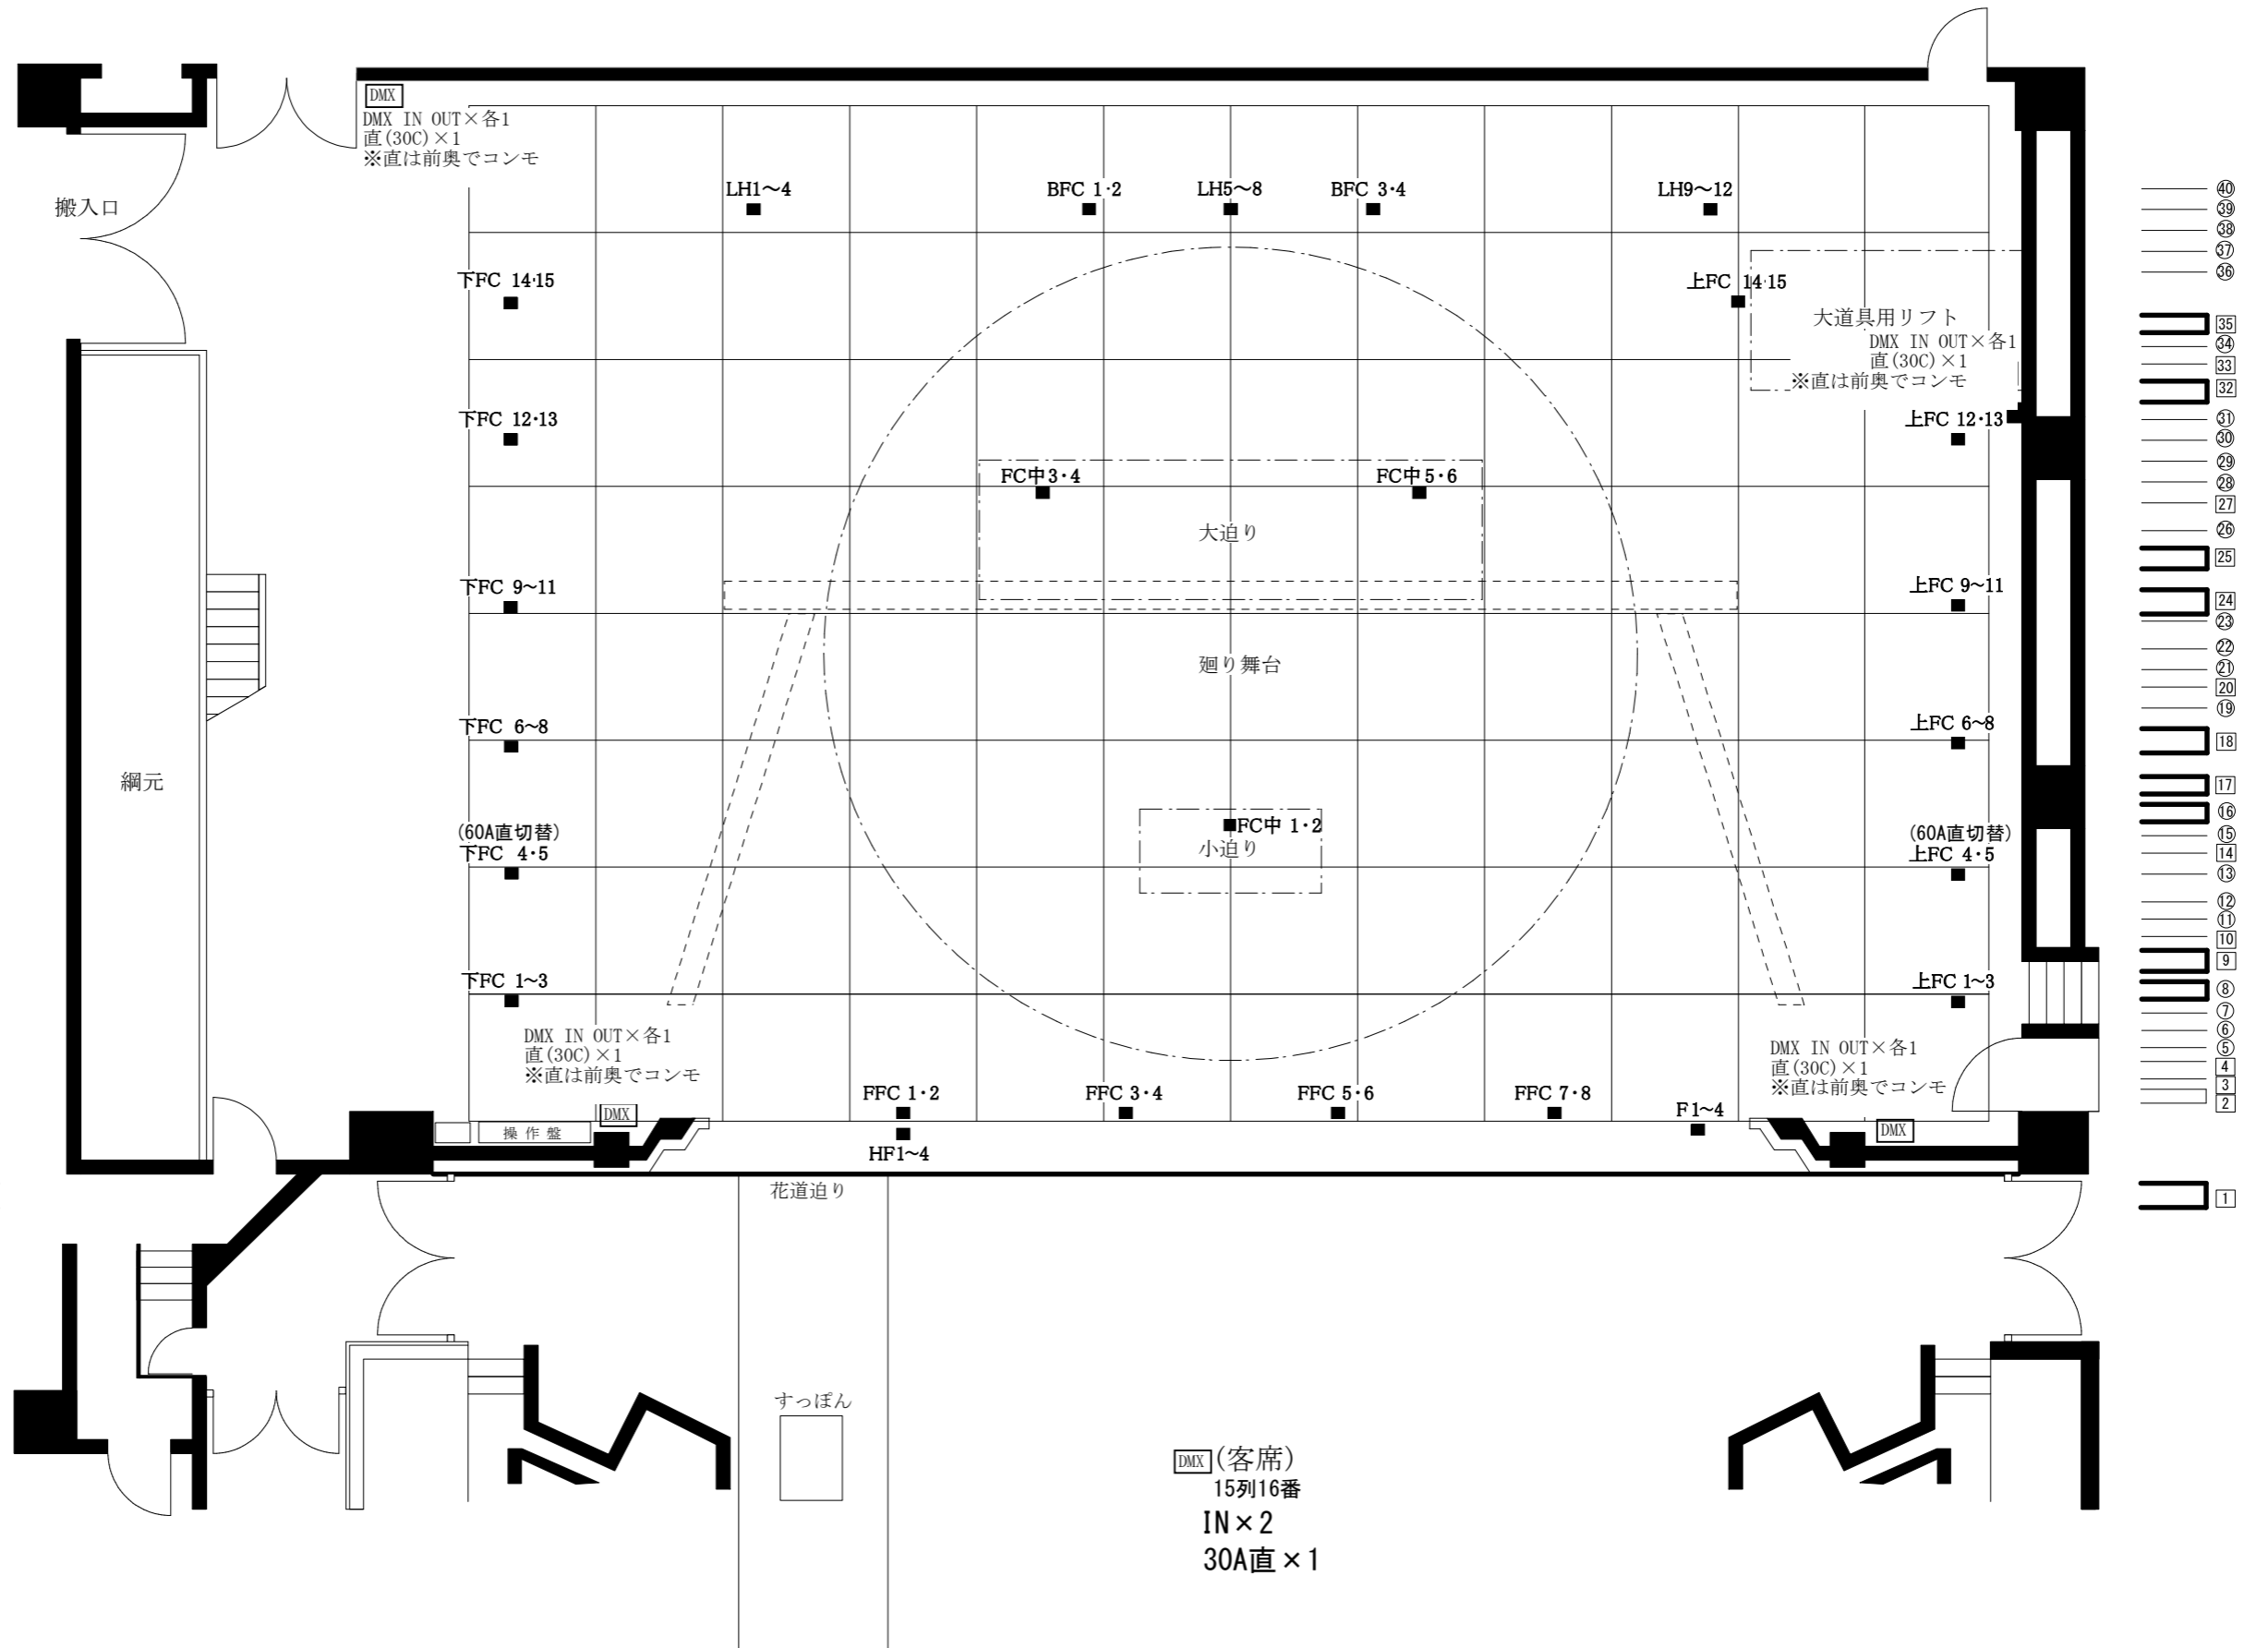 DMX
DMX IN OUT×各1
直(30C)×1
※直は前奥でコンモ
搬入口
LH1～4
BFC 1・2
LH5～8
BFC 3・4
LH9～12
下FC 14・15
上FC 14・15
大道具用リフト
DMX IN OUT×各1
直(30C)×1
※直は前奥でコンモ
下FC 12・13
上FC 12・13
FC中3・4
FC中5・6
大迫り
下FC 9～11
上FC 9～11
廻り舞台
下FC 6～8
上FC 6～8
綱元
(60A直切替)
下FC 4・5
FC中 1・2
小迫り
(60A直切替)
上FC 4・5
下FC 1～3
上FC 1～3
DMX IN OUT×各1
直(30C)×1
※直は前奥でコンモ
DMX IN OUT×各1
直(30C)×1
※直は前奥でコンモ
FFC 1・2
FFC 3・4
FFC 5・6
FFC 7・8
F1～4
DMX
操作盤
HF1～4
DMX
花道迫り
すっぽん
DMX (客席)
15列16番
IN×2
30A直×1
㊵
㊴
㊳
㊲
㊱
35
㉞
33
32
㉛
㉚
㉙
㉘
27
㉖
25
24
㉓
㉒
㉑
20
⑲
18
17
⑯
⑮
14
⑬
⑫
⑪
10
9
⑧
⑦
⑥
⑤
4
3
2
1